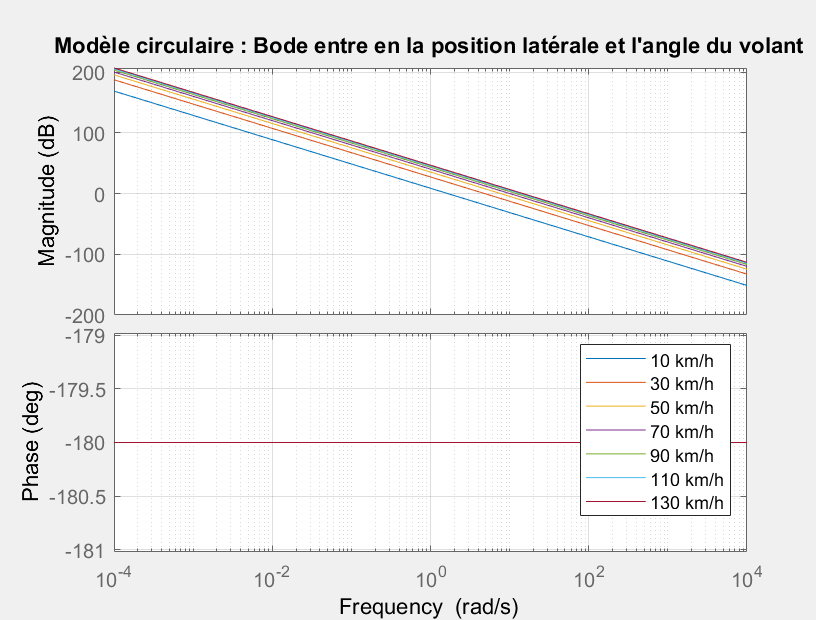 Modèle circulaire : Bode entre en la position latérale et l'angle du volant
Magnitude (dB)
200
100
0
-100
-200
Phase (deg)
-179
-179.5
-180
-180.5
-181
10 km/h
30 km/h
50 km/h
70 km/h
90 km/h
110 km/h
130 km/h
10^-4
10^-2
10^0
10^2
10^4
Frequency (rad/s)